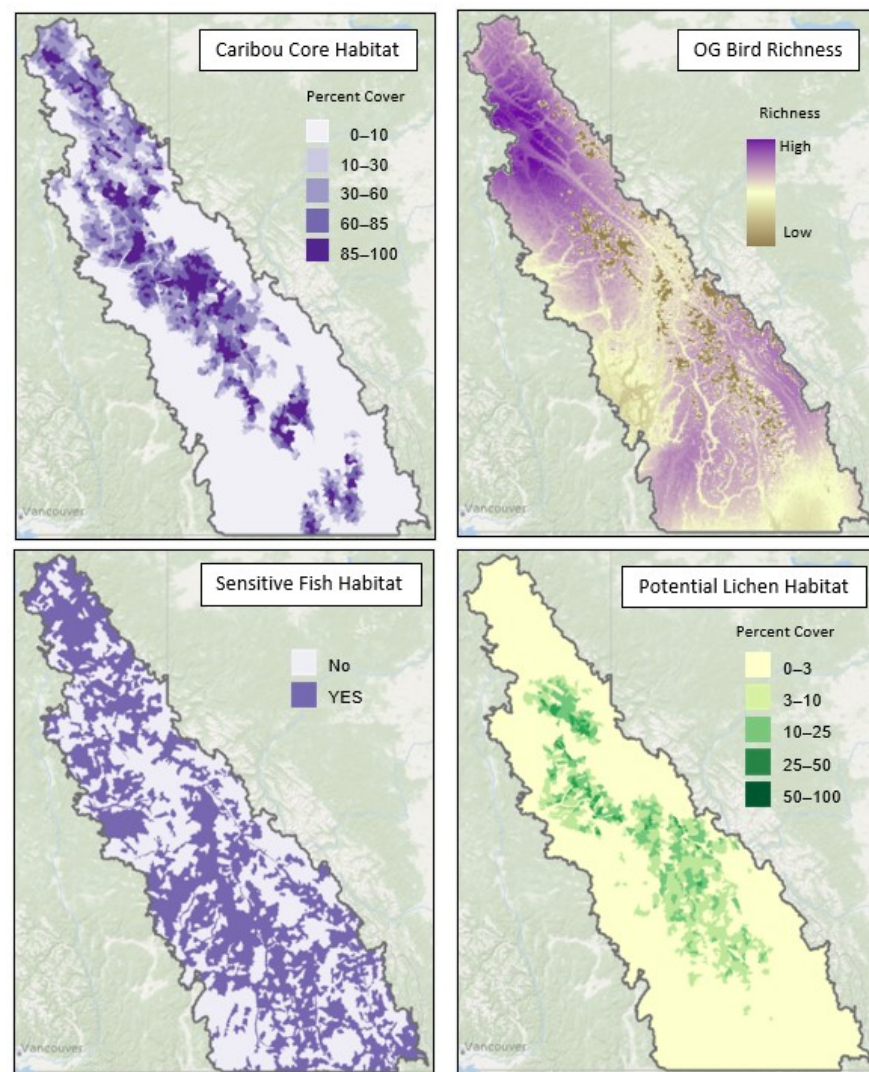 Caribou Core Habitat
Percent Cover
0–10
10–30
30–60
60–85
85–100
Vancouver
OG Bird Richness
Richness
High
Low
Vancouver
Sensitive Fish Habitat
No
YES
Vancouver
Potential Lichen Habitat
Percent Cover
0–3
3–10
10–25
25–50
50–100
Vancouver